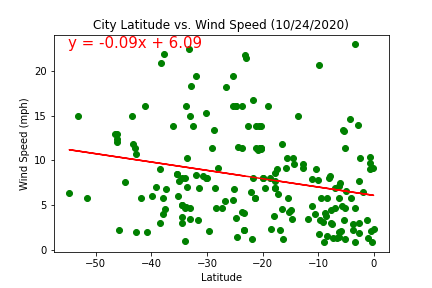 City Latitude vs. Wind Speed (10/24/2020)
y = -0.09x + 6.09
20
15
10
5
0
Wind Speed (mph)
−50
−40
−30
−20
−10
0
Latitude